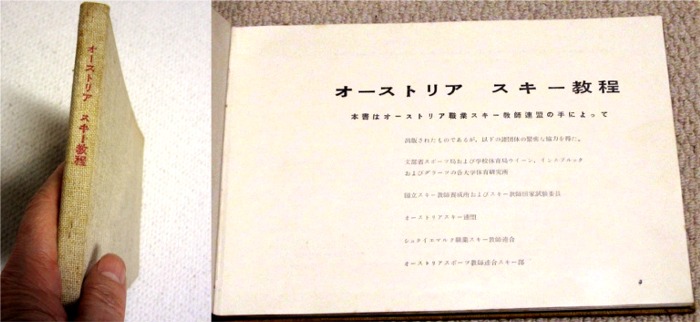 オーストリア スキー教程
オーストリア スキー教程
本書はオーストリア職業スキー教師連盟の手によって
出版されたものであるが、以下の諸団体の賛成と協力を得た。
文部省スポーツ局および学校体育局ウイーン、インスブルック
およびグラーツの各大学体育研究所
国立スキー教師養成所およびスキー教師国家試験委員
オーストリアスキー連盟
シュタイエマルク職業スキー教師連合
オーストリアスポーツ教師連合スキー部